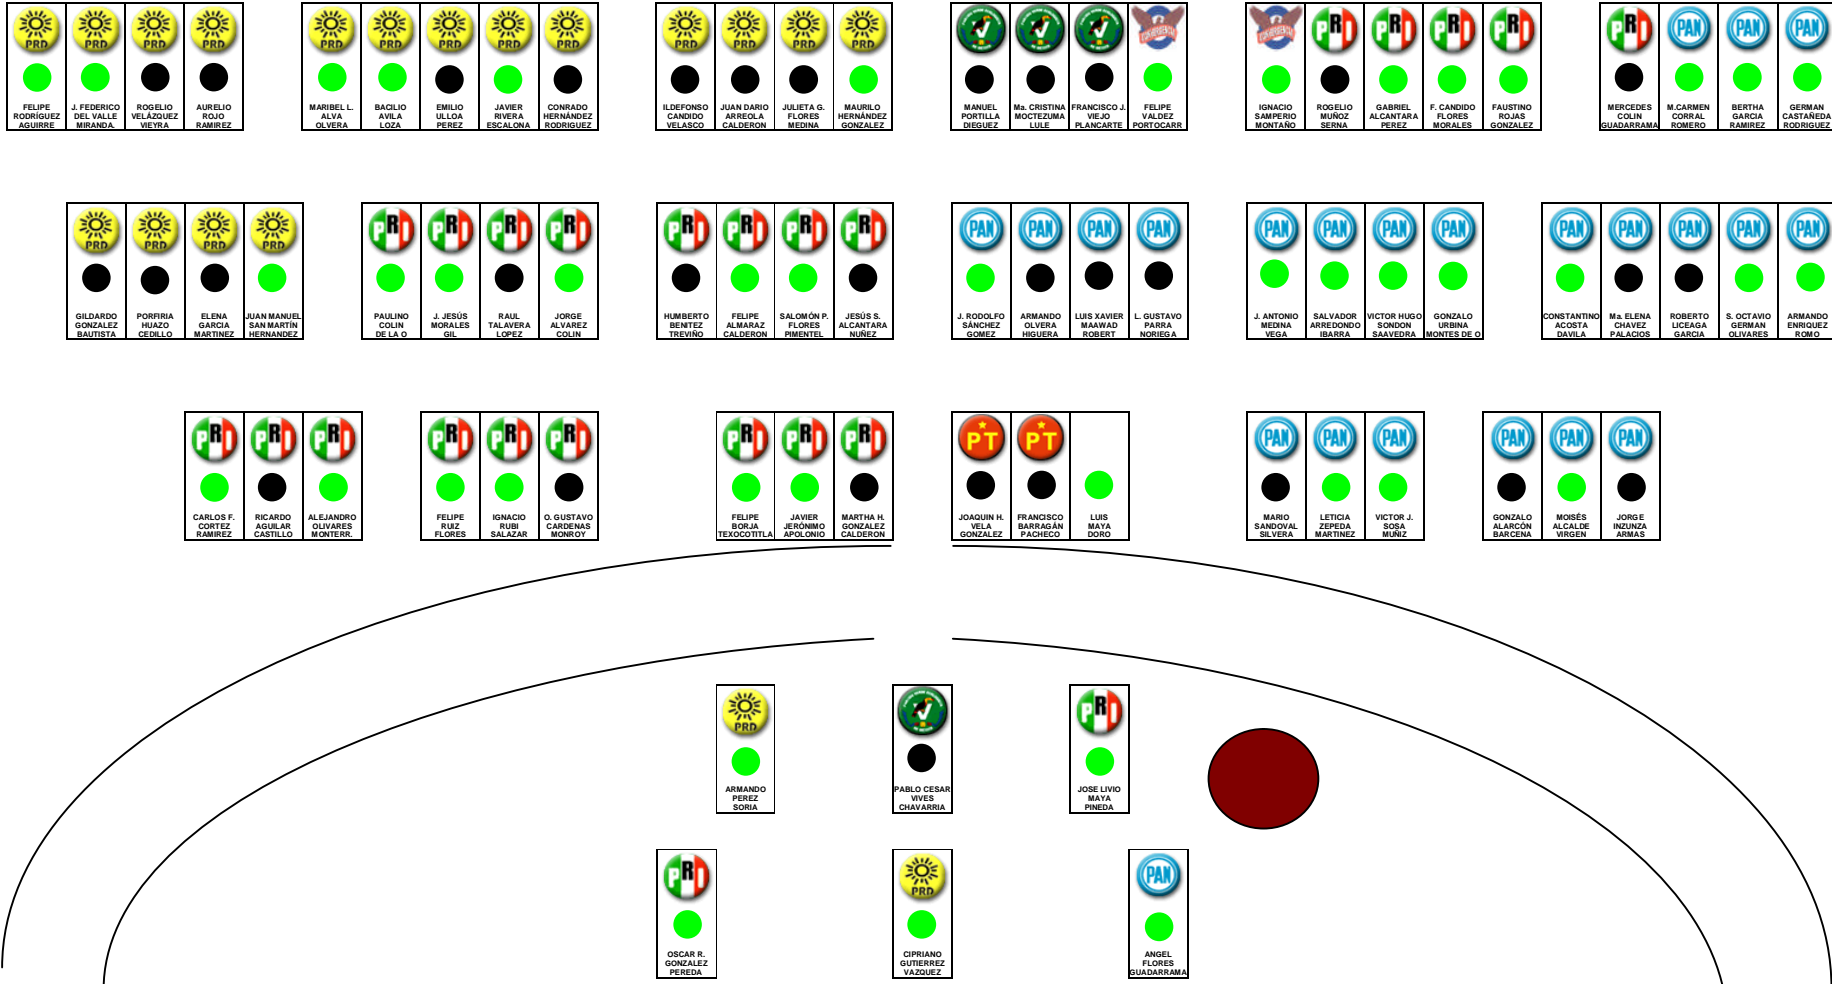 PRD PRD PRD PRD
FELIPE RODRÍGUEZ AGUIRRE
J. FEDERICO DEL VALLE MIRANDA.
ROGELIO VELÁZQUEZ VIEYRA
AURELIO ROJO RAMIREZ
PRD PRD PRD PRD PRD
MARIBEL L. ALVA OLVERA
BACILIO AVILA LOZA
EMILIO ULLOA PEREZ
JAVIER RIVERA ESCALONA
CONRADO HERNÁNDEZ RODRIGUEZ
PRD PRD PRD PRD
ILDEFONSO CANDIDO VELASCO
JUAN DARIO ARREOLA CALDERON
JULIETA G. FLORES MEDINA
MAURILO HERNÁNDEZ GONZALEZ
MANUEL PORTILLA DIEGUEZ
Ma. CRISTINA MOCTEZUMA LULE
FRANCISCO J. VIEJO PLANCARTE
FELIPE VALDEZ PORTOCARR
PRI PRI PRI PRI
IGNACIO SAMPERIO MONTAÑO
ROGELIO MUÑOZ SERNA
GABRIEL ALCANTARA PEREZ
F. CANDIDO FLORES MORALES
FAUSTINO ROJAS GONZALEZ
PRI PAN PAN PAN
MERCEDES COLIN GUADARRAMA
M.CARMEN CORRAL ROMERO
BERTHA GARCIA RAMIREZ
GERMAN CASTAÑEDA RODRIGUEZ
PRD PRD PRD PRD
GILDARDO GONZALEZ BAUTISTA
PORFIRIA HUAZO CEDILLO
ELENA GARCIA MARTINEZ
JUAN MANUEL SAN MARTÍN HERNANDEZ
PRI PRI PRI PRI
PAULINO COLIN DE LA O
J. JESÚS MORALES GIL
RAUL TALAVERA LOPEZ
JORGE ALVAREZ COLIN
PRI PRI PRI PRI
HUMBERTO BENITEZ TREVIÑO
FELIPE ALMARAZ CALDERON
SALOMÓN P. FLORES PIMENTEL
JESÚS S. ALCANTARA NUÑEZ
PAN PAN PAN PAN
J. RODOLFO SÁNCHEZ GOMEZ
ARMANDO OLVERA HIGUERA
LUIS XAVIER MAAWAD ROBERT
L. GUSTAVO PARRA NORIEGA
PAN PAN PAN PAN
J. ANTONIO MEDINA VEGA
SALVADOR ARREDONDO IBARRA
VICTOR HUGO SONDON SAAVEDRA
GONZALO URBINA MONTES DE O
PAN PAN PAN PAN PAN
CONSTANTINO ACOSTA DAVILA
Ma. ELENA CHAVEZ PALACIOS
ROBERTO LICEAGA GARCIA
S. OCTAVIO GERMAN OLIVARES
ARMANDO ENRIQUEZ ROMO
PRI PRI PRI
CARLOS F. CORTEZ RAMIREZ
RICARDO AGUILAR CASTILLO
ALEJANDRO OLIVARES MONTERR.
PRI PRI PRI
FELIPE RUIZ FLORES
IGNACIO RUBI SALAZAR
O. GUSTAVO CARDENAS MONROY
PRI PRI PRI
FELIPE BORJA TEXOCOTITLA
JAVIER JERÓNIMO APOLONIO
MARTHA H. GONZALEZ CALDERON
PT PT
JOAQUIN H. VELA GONZALEZ
FRANCISCO BARRAGÁN PACHECO
LUIS MAYA DORO
PAN PAN PAN
MARIO SANDOVAL SILVERA
LETICIA ZEPEDA MARTINEZ
VICTOR J. SOSA MUÑIZ
PAN PAN PAN
GONZALO ALARCÓN BARCENA
MOISÉS ALCALDE VIRGEN
JORGE INZUNZA ARMAS
PRD
ARMANDO PEREZ SORIA
PABLO CESAR VIVES CHAVARRIA
PRI
JOSE LIVIO MAYA PINEDA
PRI
OSCAR R. GONZALEZ PEREDA
PRD
CIPRIANO GUTIERREZ VAZQUEZ
PAN
ANGEL FLORES GUADARRAMA